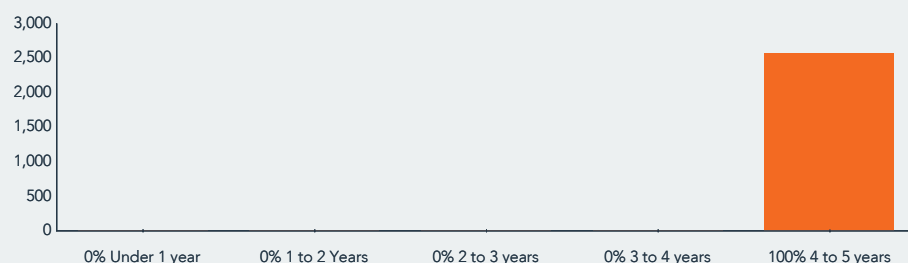 3,000
2,500
2,000
1,500
1,000
500
0
0% Under 1 year
0% 1 to 2 Years
0% 2 to 3 years
0% 3 to 4 years
100% 4 to 5 years